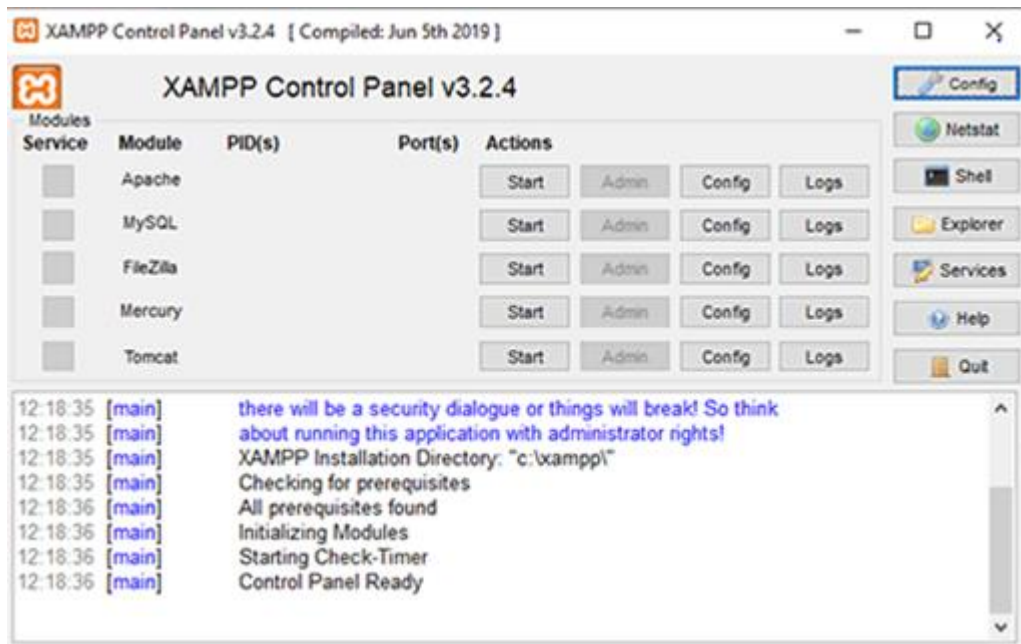 XAMPP Control Panel v3.2.4 [ Compiled: Jun 5th 2019 ]
XAMPP Control Panel v3.2.4
Config
Modules
Netstat
Service Module PID(s) Port(s) Actions
Apache Start Admin Config Logs
Shell
MySQL Start Admin Config Logs
Explorer
FileZilla Start Admin Config Logs
Services
Mercury Start Admin Config Logs
Help
Tomcat Start Admin Config Logs
Quit
12:18:35 [main] there will be a security dialogue or things will break! So think
12:18:35 [main] about running this application with administrator rights!
12:18:35 [main] XAMPP Installation Directory: "c:\xampp\"
12:18:35 [main] Checking for prerequisites
12:18:36 [main] All prerequisites found
12:18:36 [main] Initializing Modules
12:18:36 [main] Starting Check-Timer
12:18:36 [main] Control Panel Ready